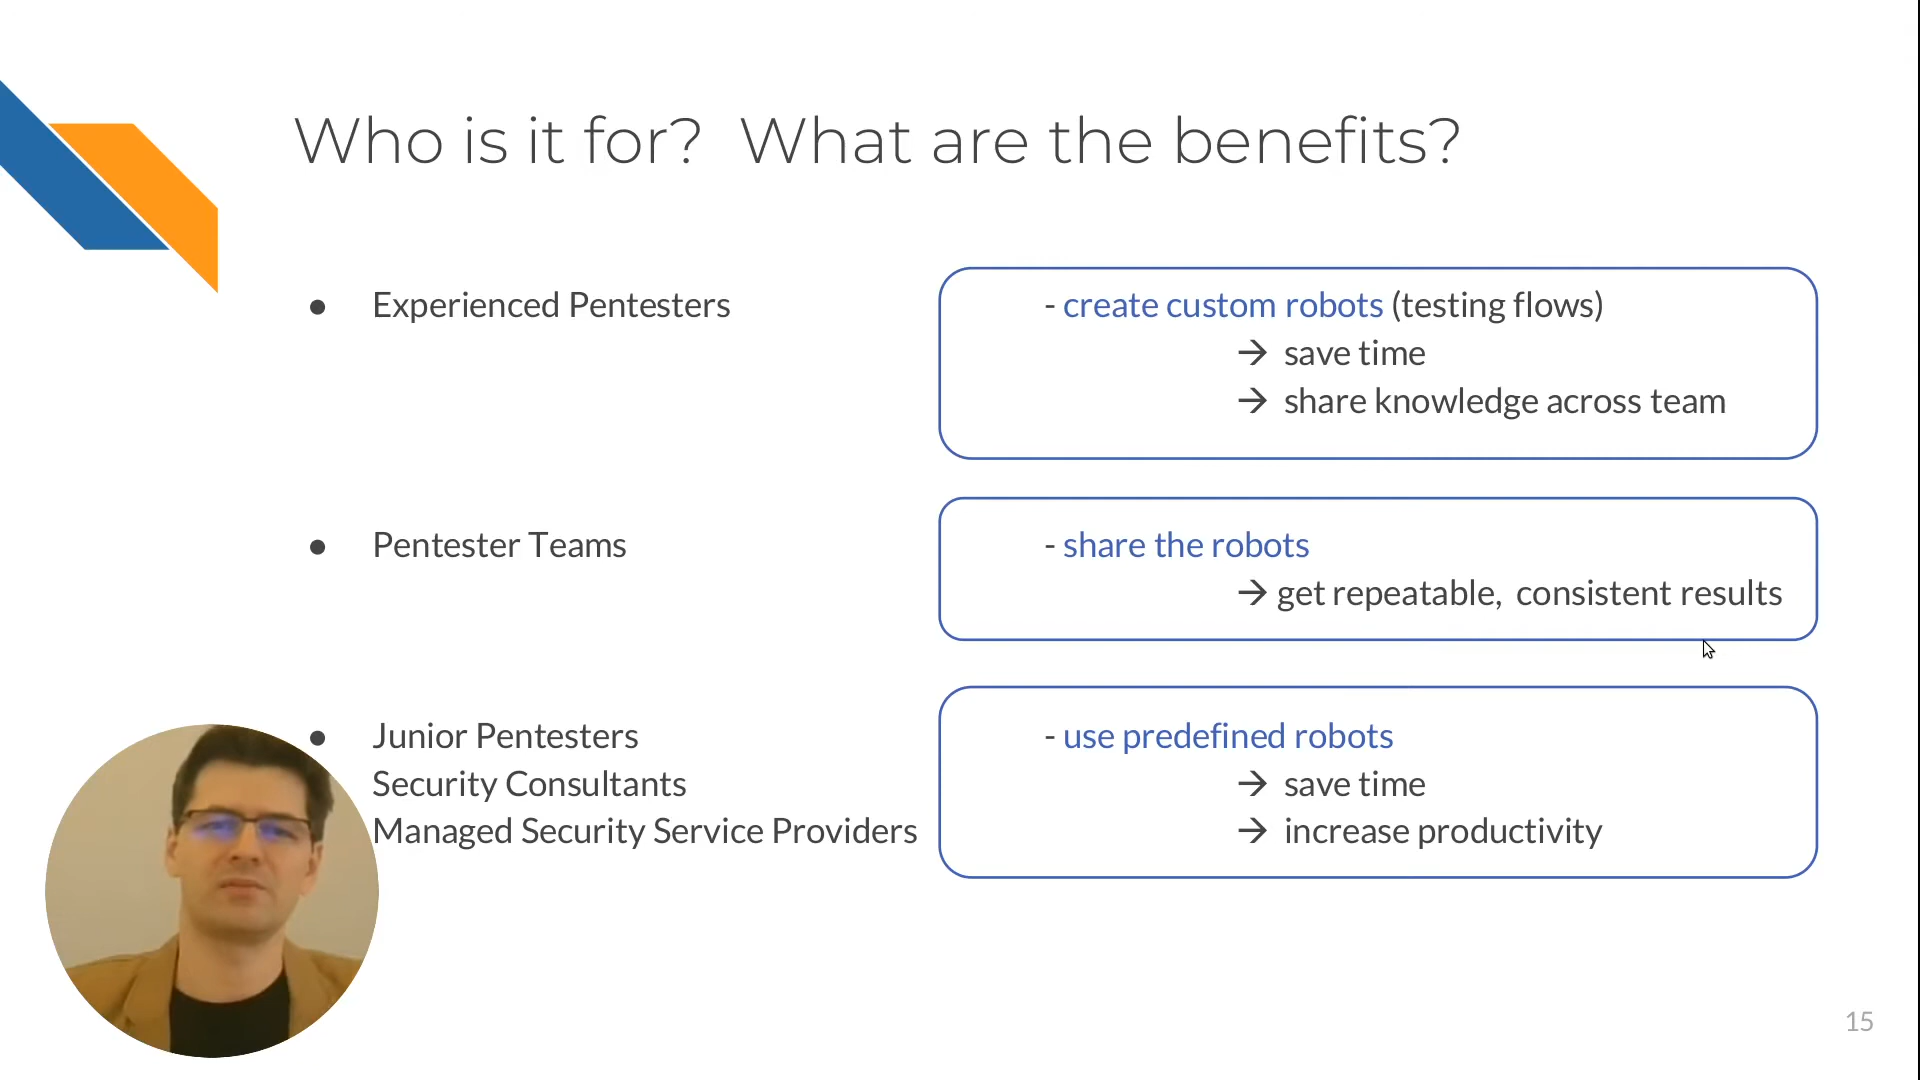 Who is it for?  What are the benefits?
● Experienced Pentesters
- create custom robots (testing flows)
→ save time
→ share knowledge across team
● Pentester Teams
- share the robots
→ get repeatable,  consistent results
● Junior Pentesters
Security Consultants
Managed Security Service Providers
- use predefined robots
→ save time
→ increase productivity
15